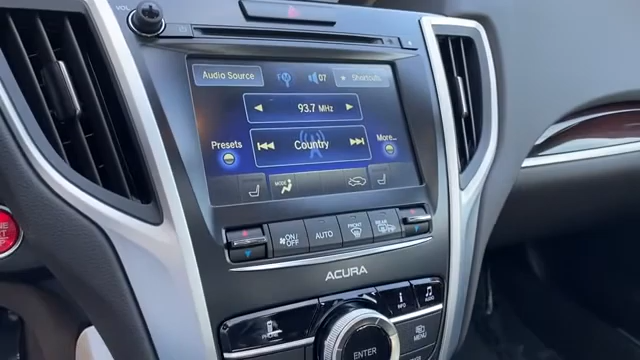 VOL
Audio Source
07
Shortcuts
93.7 MHz
Presets
Country
More...
MODE
ON/OFF
AUTO
FRONT
REAR
ACURA
PHONE
INFO
AUDIO
MENU
ENTER